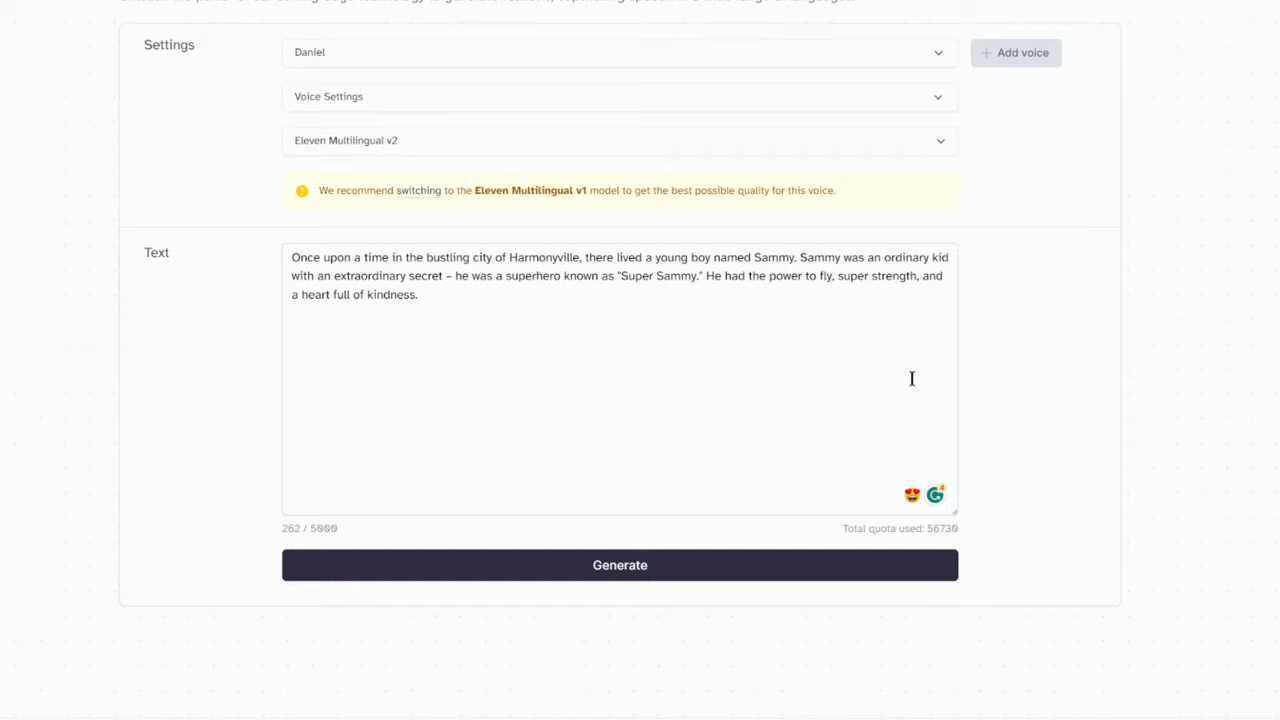 Settings
Daniel
Add voice
Voice Settings
Eleven Multilingual v2
We recommend switching to the Eleven Multilingual v1 model to get the best possible quality for this voice.
Text
Once upon a time in the bustling city of Harmonyville, there lived a young boy named Sammy. Sammy was an ordinary kid
with an extraordinary secret – he was a superhero known as "Super Sammy." He had the power to fly, super strength, and
a heart full of kindness.
4
262 / 5000
Total quota used: 56730
Generate